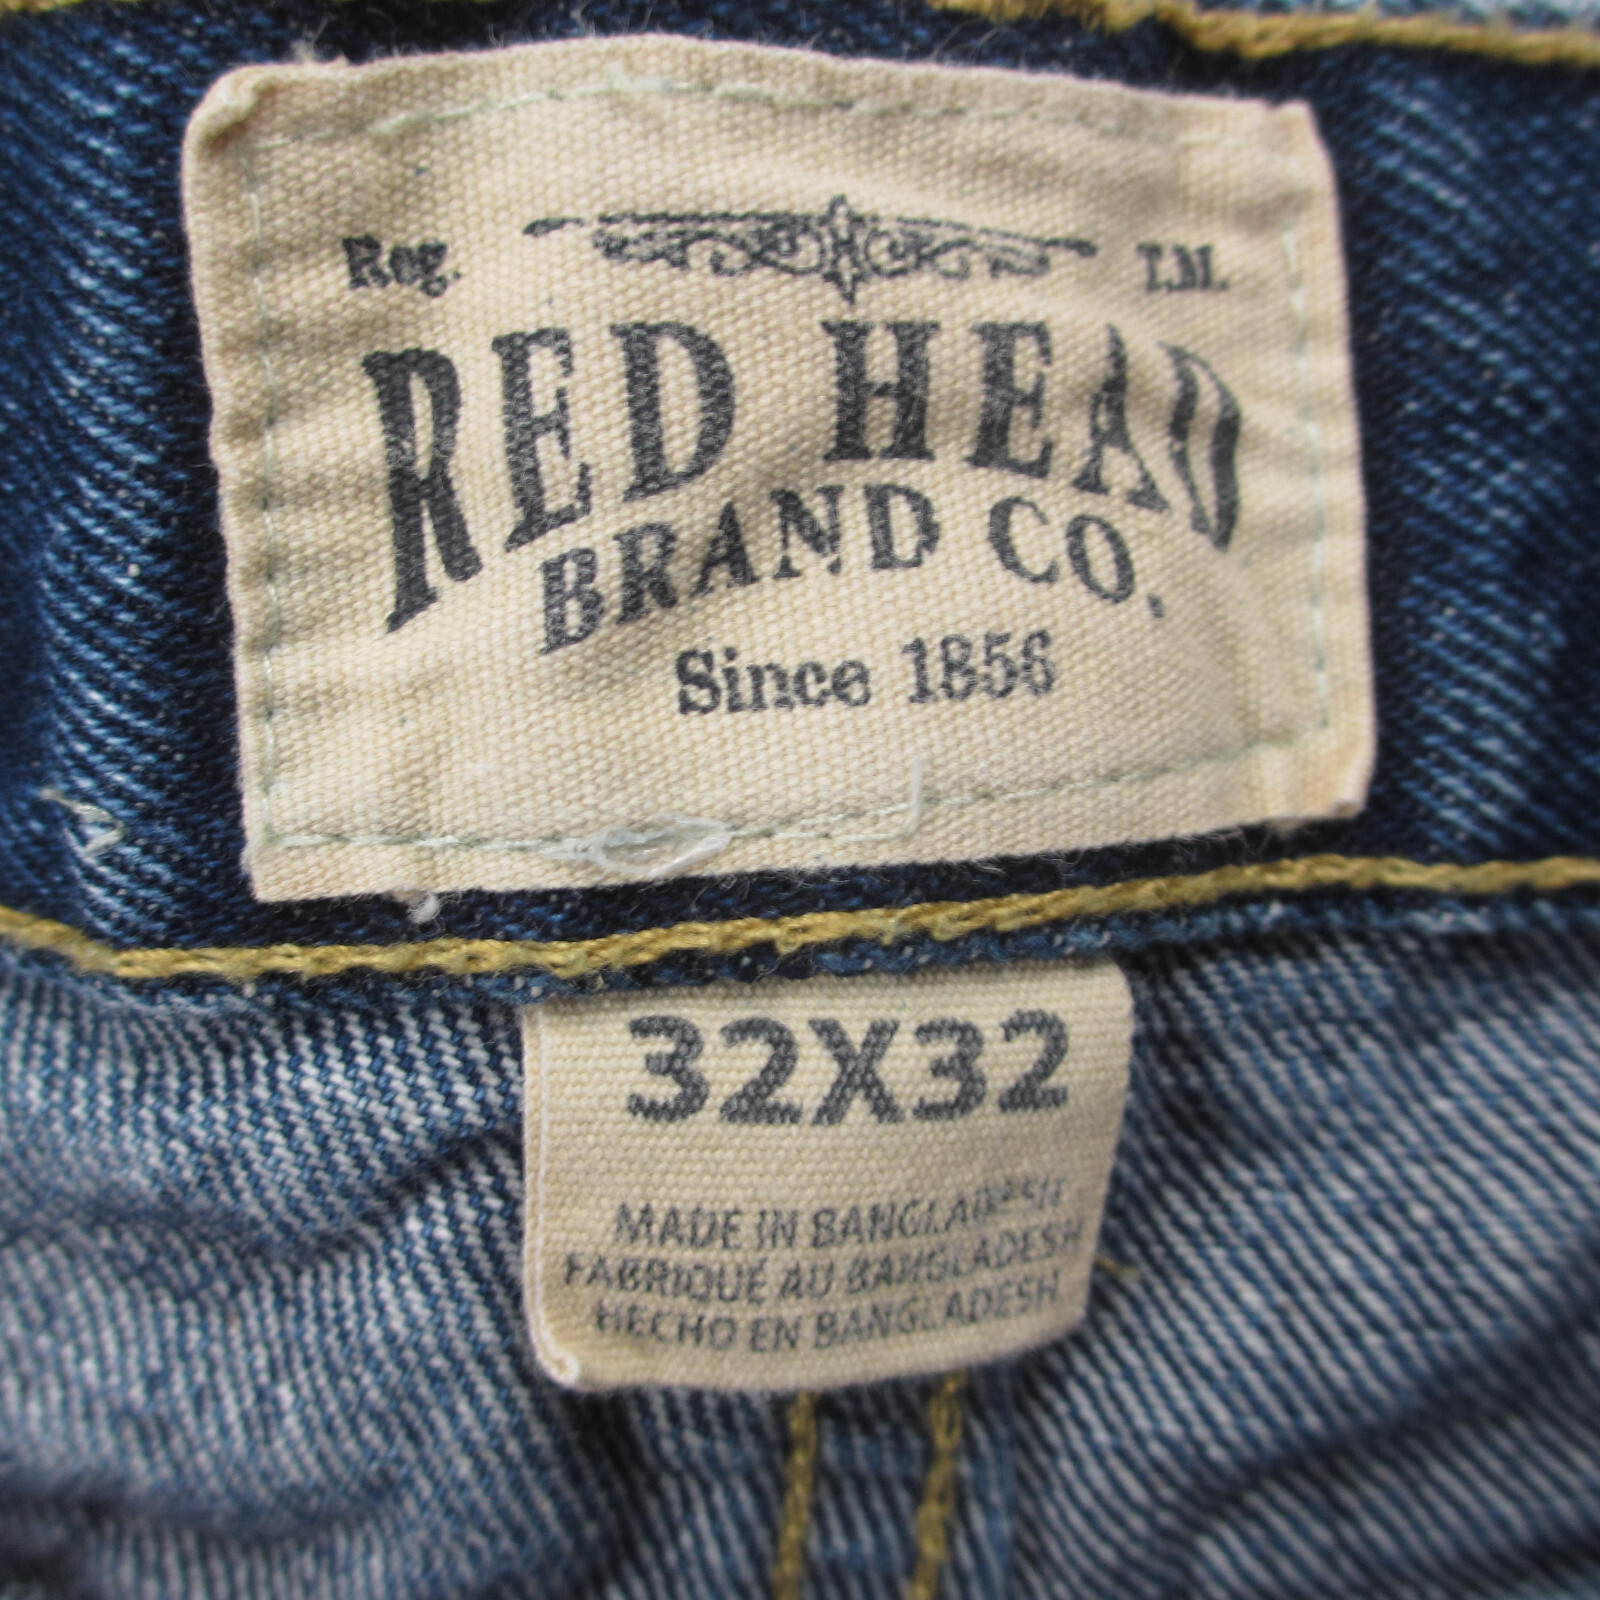 Reg. T.M.
RED HEAD
BRAND CO.
Since 1856
32X32
MADE IN BANGLADESH
FABRIQUÉ AU BANGLADESH
HECHO EN BANGLADESH